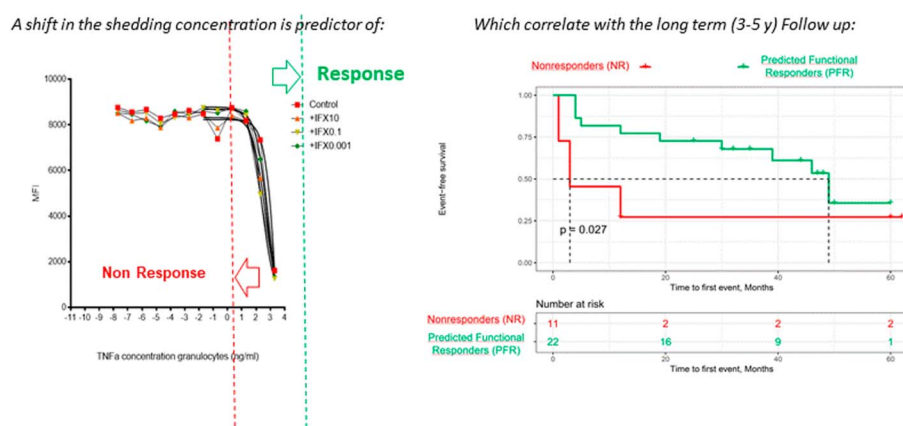 A shift in the shedding concentration is predictor of:
Response
10000
8000
6000
4000
2000
0
MFI
Control
+IFX10
+IFX0.1
+IFX0.001
Non Response
-11 -10 -9 -8 -7 -6 -5 -4 -3 -2 -1 0 1 2 3 4
TNFa concentration granulocytes (ng/ml)
Which correlate with the long term (3-5 y) Follow up:
Nonresponders (NR)
Predicted Functional
Responders (PFR)
1.00
0.75
0.50
0.25
0.00
Event-free survival
p = 0.027
0 20 40 60
Time to first event, Months
Number at risk
Nonresponders (NR) 11 2 2 2
Predicted Functional
Responders (PFR) 22 16 9 1
0 20 40 60
Time to first event, Months